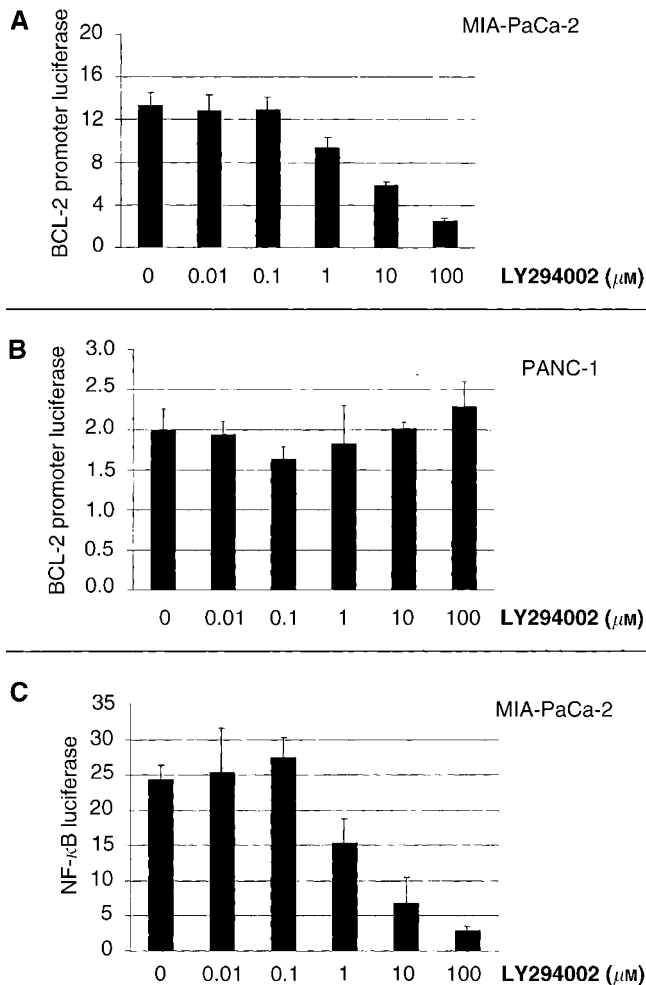 A
MIA-PaCa-2
BCL-2 promoter luciferase
20
16
12
8
4
0
0 0.01 0.1 1 10 100 LY294002 (μM)
B
PANC-1
BCL-2 promoter luciferase
3.0
2.5
2.0
1.5
1.0
0.5
0.0
0 0.01 0.1 1 10 100 LY294002 (μM)
C
MIA-PaCa-2
NF-κB luciferase
35
30
25
20
15
10
5
0
0 0.01 0.1 1 10 100 LY294002 (μM)